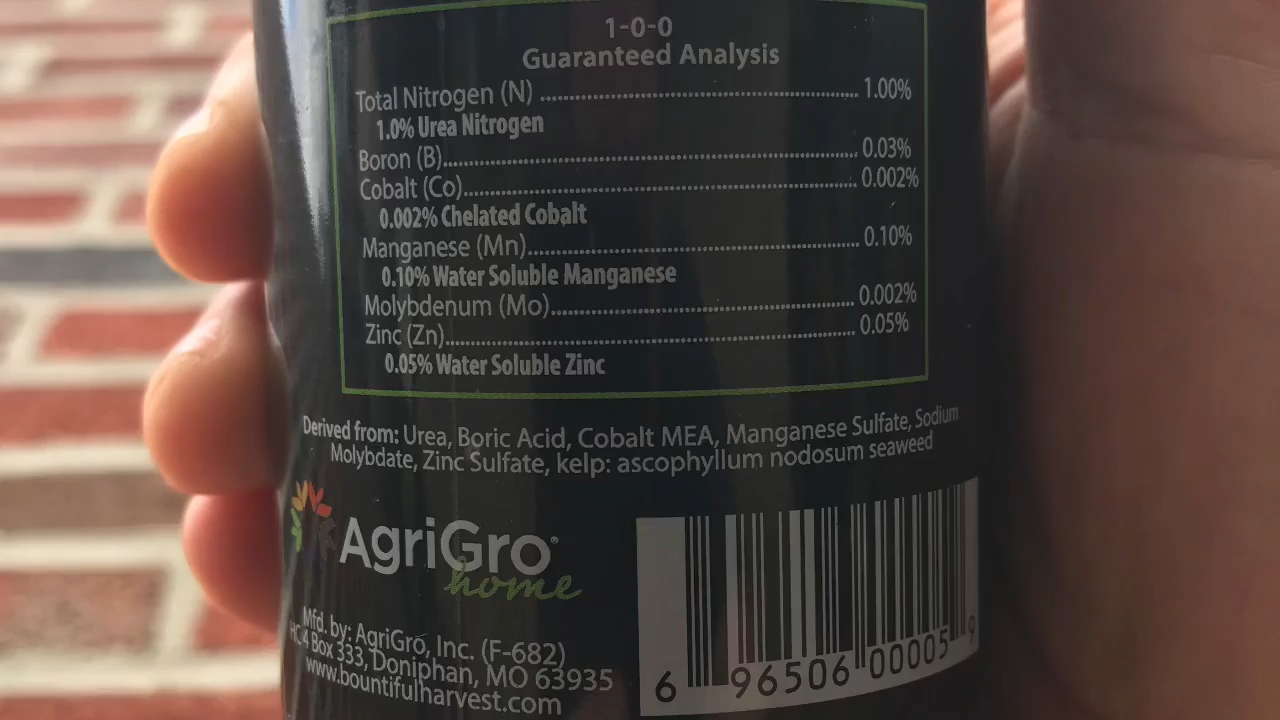 1-0-0
Guaranteed Analysis
Total Nitrogen (N) ........................................ 1.00%
1.0% Urea Nitrogen
Boron (B)........................................ 0.03%
Cobalt (Co)........................................ 0.002%
0.002% Chelated Cobalt
Manganese (Mn)........................................ 0.10%
0.10% Water Soluble Manganese
Molybdenum (Mo)........................................ 0.002%
Zinc (Zn)........................................ 0.05%
0.05% Water Soluble Zinc
Derived from: Urea, Boric Acid, Cobalt MEA, Manganese Sulfate, Sodium
Molybdate, Zinc Sulfate, kelp: ascophyllum nodosum seaweed
AgriGro®
home
Mfd. by: AgriGro, Inc. (F-682)
HC 4 Box 333, Doniphan, MO 63935
www.bountifulharvest.com
6 96506 00005 9